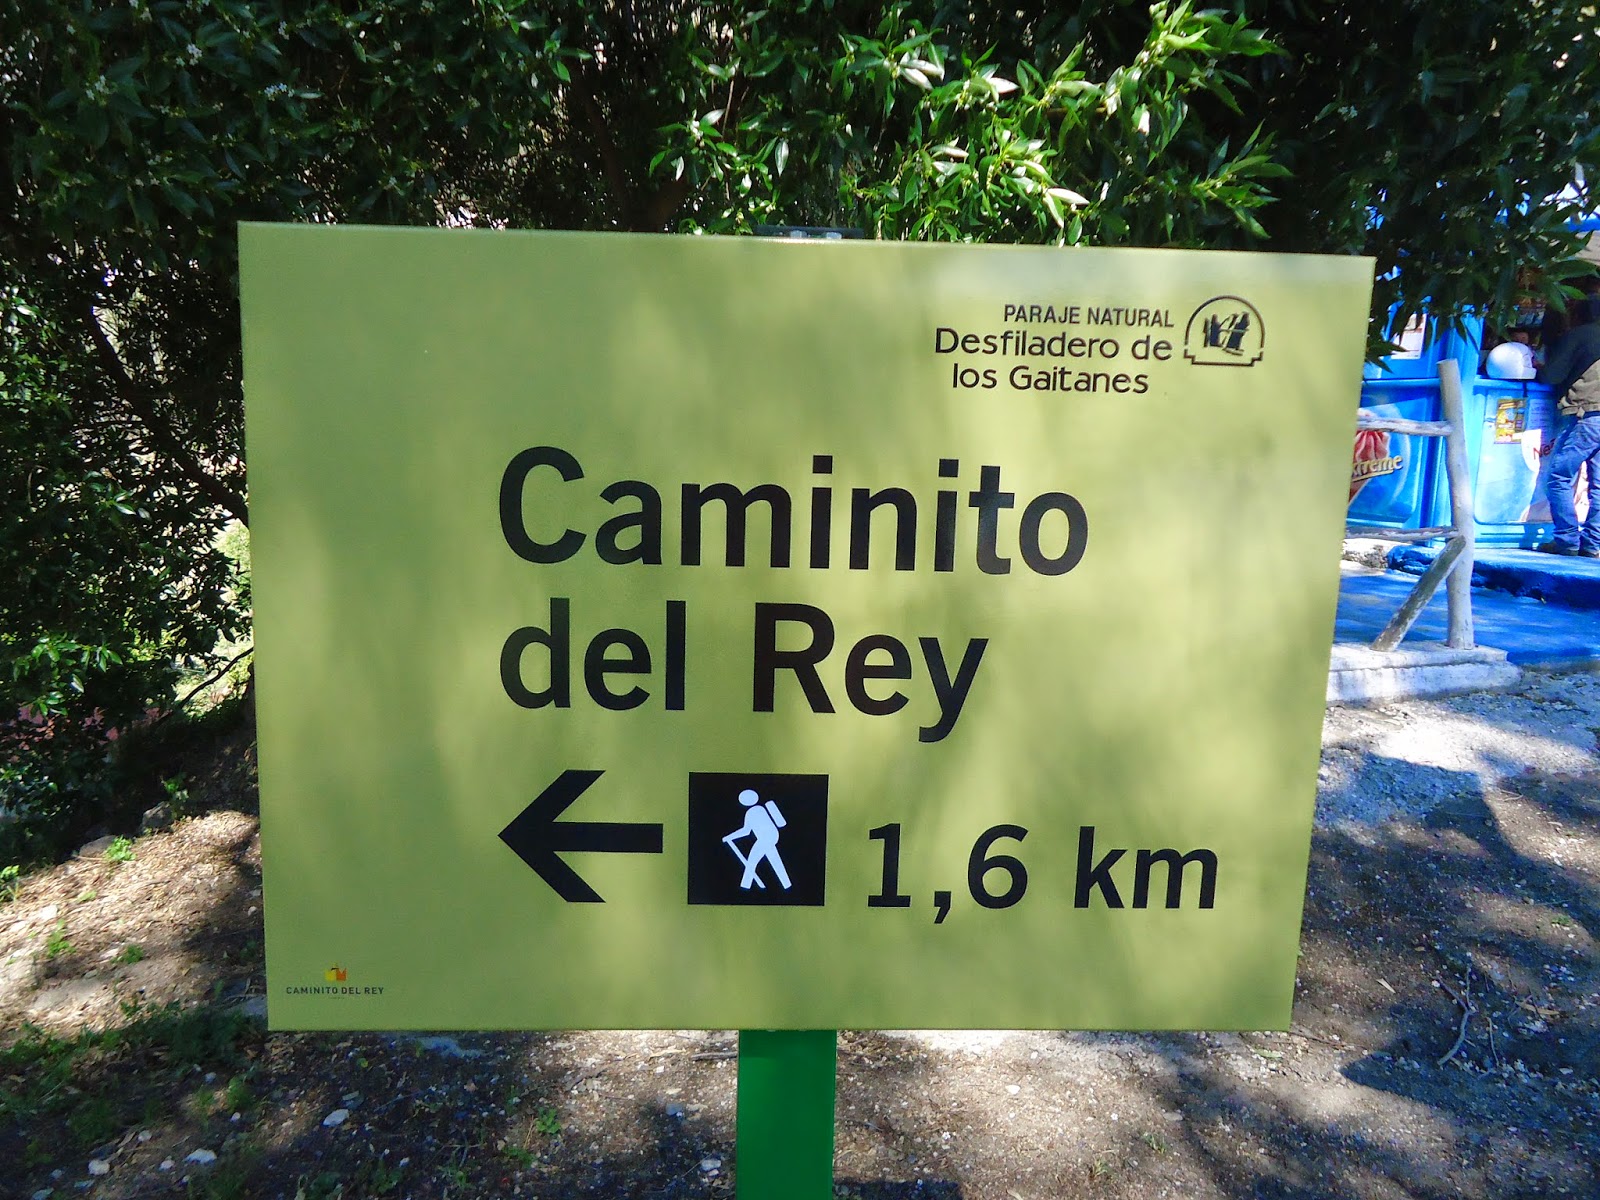 PARAJE NATURAL
Desfiladero de
los Gaitanes
Caminito
del Rey
1,6 km
CAMINITO DEL REY